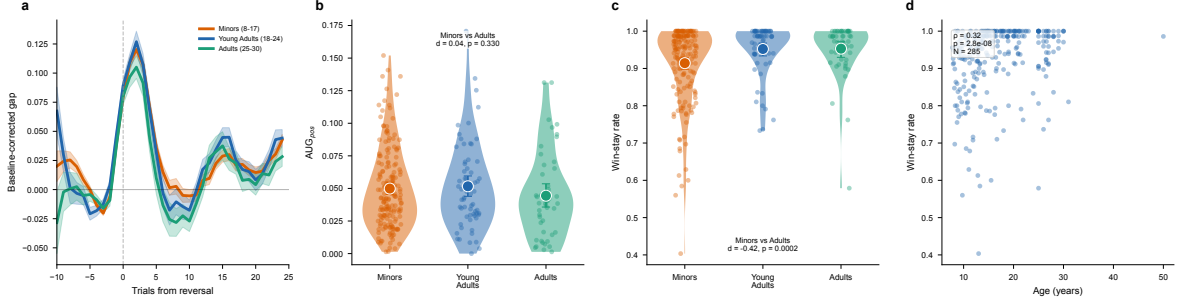 a
Baseline-corrected gap
0.125
0.100
0.075
0.050
0.025
0.000
−0.025
−0.050
Minors (8-17)
Young Adults (18-24)
Adults (25-30)
−10
−5
0
5
10
15
20
25
Trials from reversal
b
AUGpos
0.175
0.150
0.125
0.100
0.075
0.050
0.025
0.000
Minors vs Adults
d = 0.04, p = 0.330
Minors
Young
Adults
Adults
c
Win-stay rate
1.0
0.9
0.8
0.7
0.6
0.5
0.4
Minors vs Adults
d = -0.42, p = 0.0002
Minors
Young
Adults
Adults
d
Win-stay rate
1.0
0.9
0.8
0.7
0.6
0.5
0.4
ρ = 0.32
p = 2.8e-08
N = 285
10
20
30
40
50
Age (years)